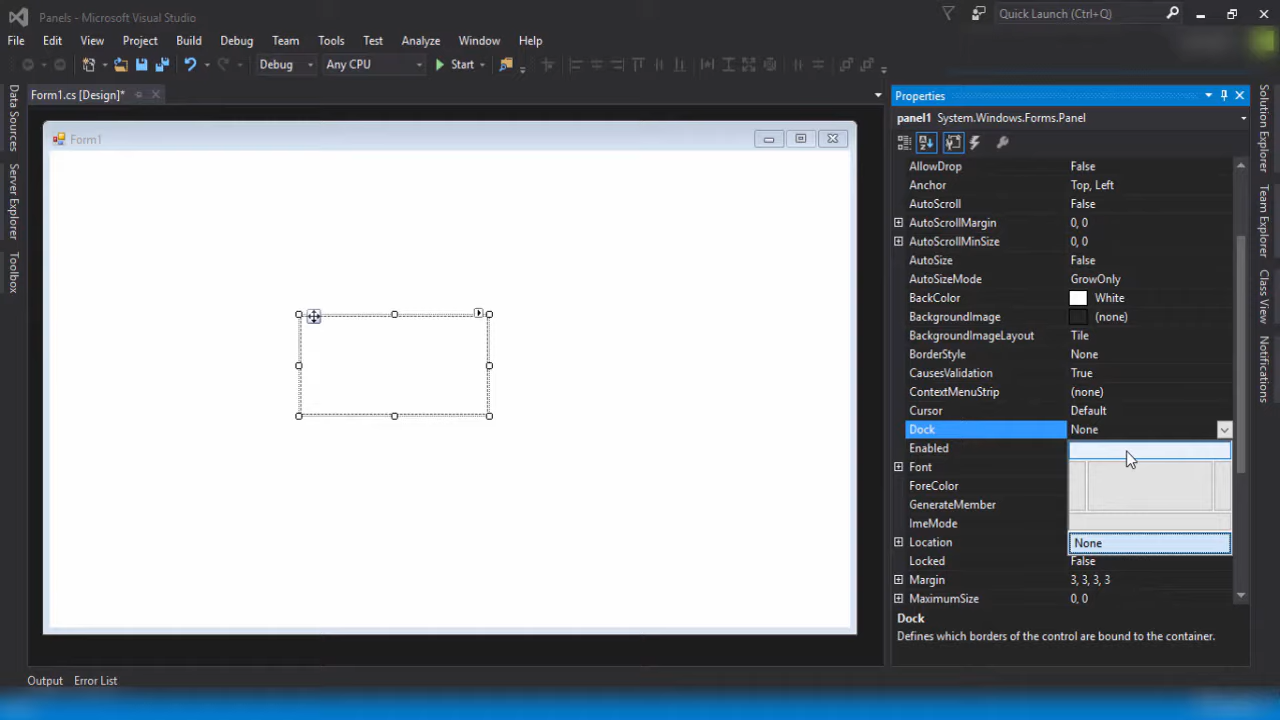 Panels - Microsoft Visual Studio
Quick Launch (Ctrl+Q)
File Edit View Project Build Debug Team Tools Test Analyze Window Help
Debug Any CPU Start
Data Sources
Server Explorer
Toolbox
Form1.cs [Design]*
Form1
Properties
panel1 System.Windows.Forms.Panel
AllowDrop False
Anchor Top, Left
AutoScroll False
AutoScrollMargin 0, 0
AutoScrollMinSize 0, 0
AutoSize False
AutoSizeMode GrowOnly
BackColor White
BackgroundImage (none)
BackgroundImageLayout Tile
BorderStyle None
CausesValidation True
ContextMenuStrip (none)
Cursor Default
Dock None
Enabled
Font
ForeColor
GenerateMember
ImeMode
Location None
Locked False
Margin 3, 3, 3, 3
MaximumSize 0, 0
Dock
Defines which borders of the control are bound to the container.
Solution Explorer
Team Explorer
Class View
Notifications
Output Error List